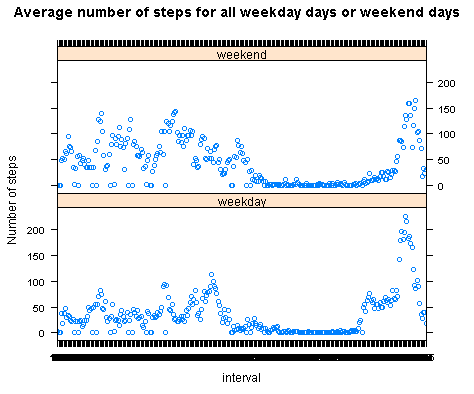 Average number of steps for all weekday days or weekend days
weekend
200
150
100
50
0
weekday
200
150
100
50
0
Number of steps
interval